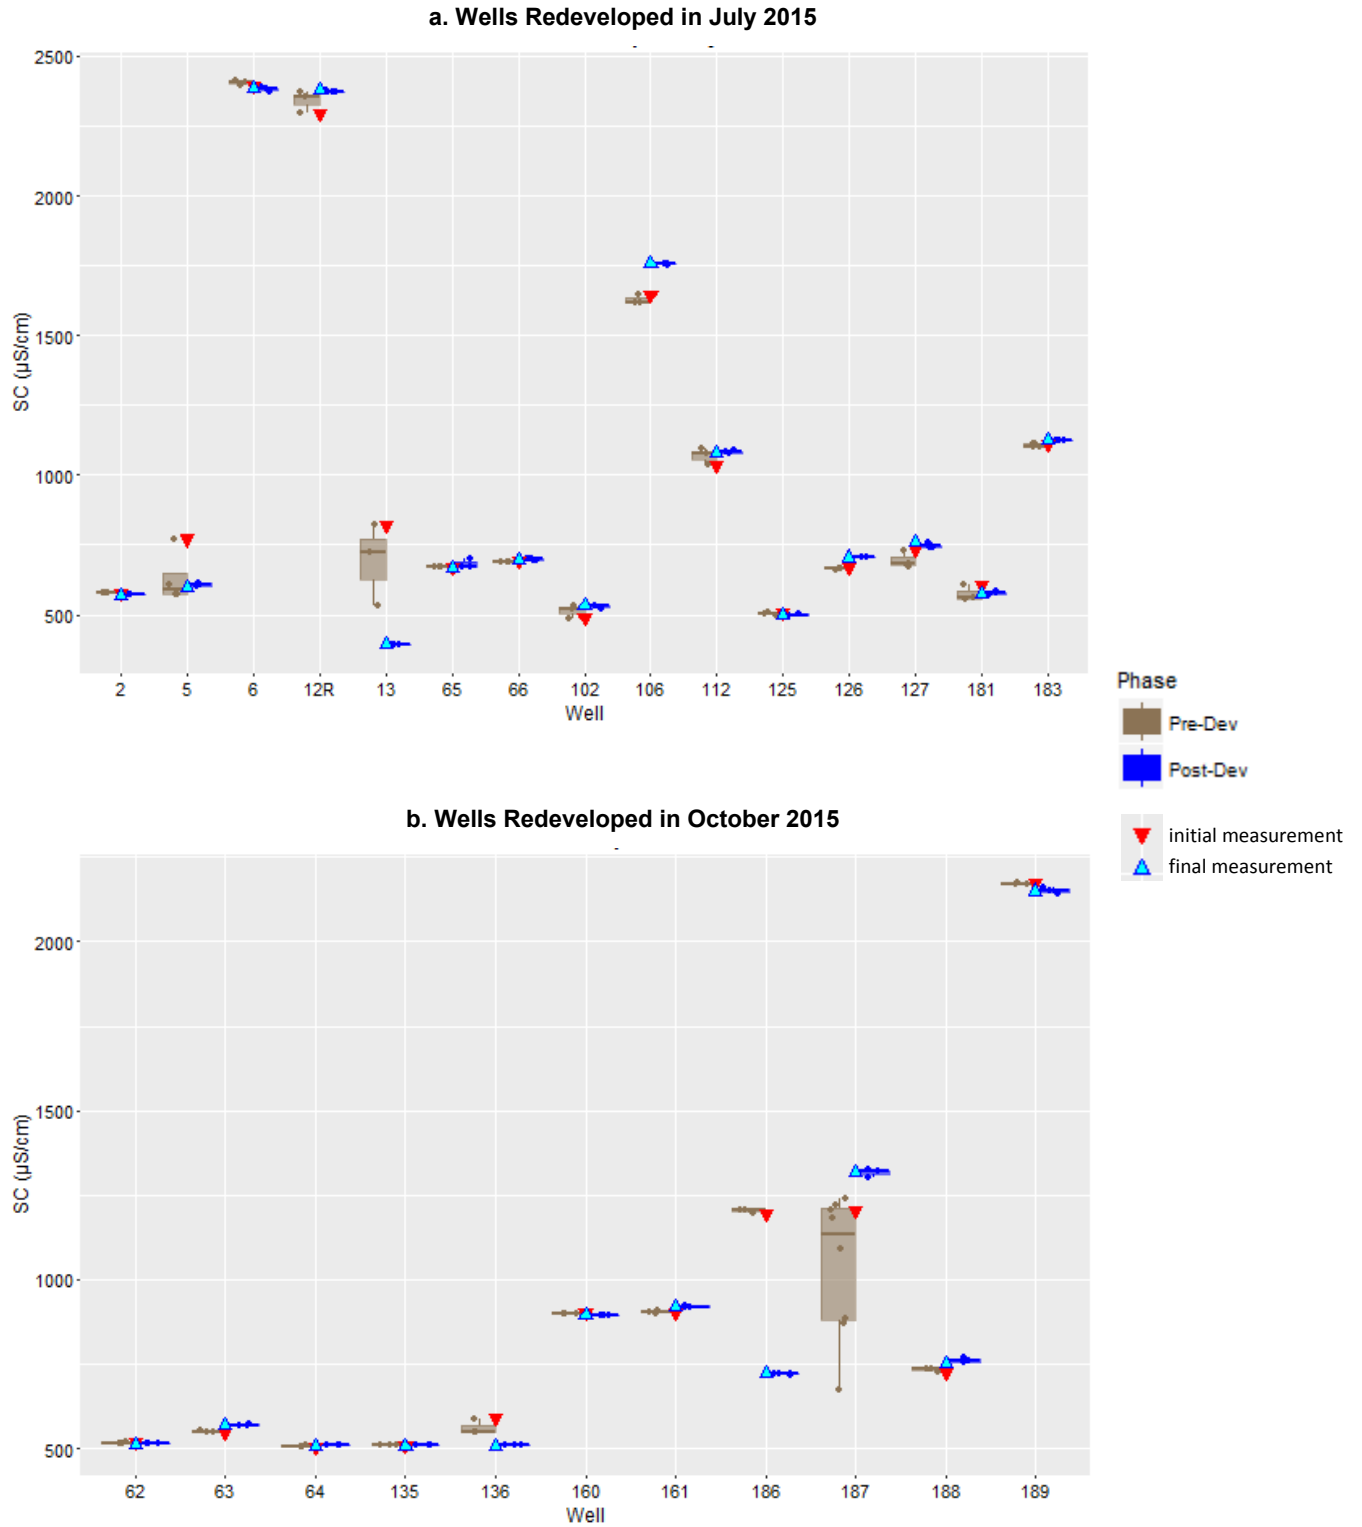 a. Wells Redeveloped in July 2015
2500
2000
1500
1000
500
SC (µS/cm)
2 5 6 12R 13 65 66 102 106 112 125 126 127 181 183
Well
Phase
Pre-Dev
Post-Dev
initial measurement
final measurement
b. Wells Redeveloped in October 2015
2000
1500
1000
500
SC (µS/cm)
62 63 64 135 136 160 161 186 187 188 189
Well